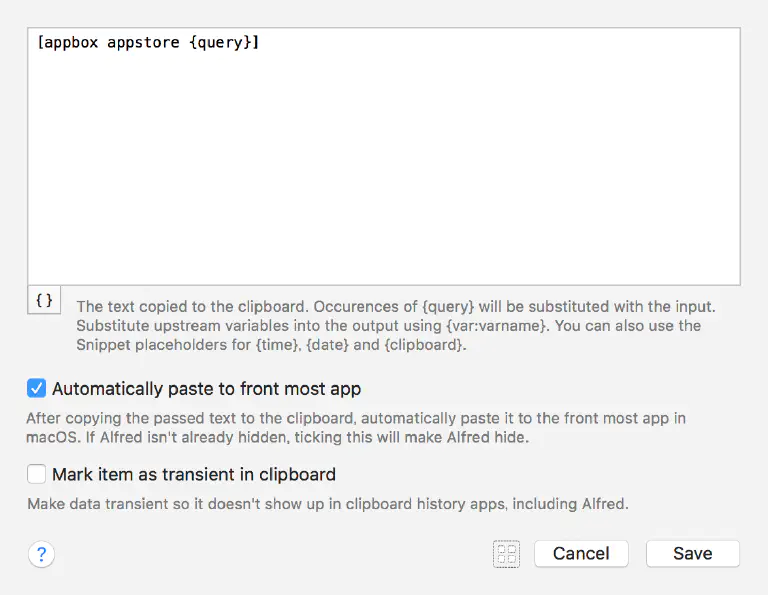 [appbox appstore {query}]
{}
The text copied to the clipboard. Occurences of {query} will be substituted with the input.
Substitute upstream variables into the output using {var:varname}. You can also use the
Snippet placeholders for {time}, {date} and {clipboard}.
Automatically paste to front most app
After copying the passed text to the clipboard, automatically paste it to the front most app in
macOS. If Alfred isn't already hidden, ticking this will make Alfred hide.
Mark item as transient in clipboard
Make data transient so it doesn't show up in clipboard history apps, including Alfred.
? Cancel Save